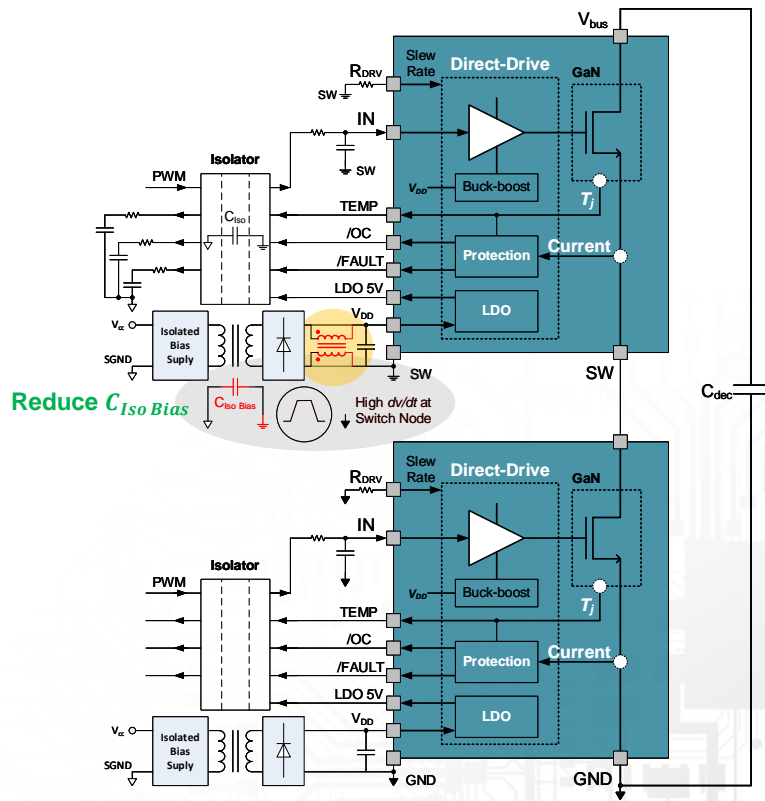 Vbus
RDRV
SW
Slew
Rate
Direct-Drive
GaN
IN
SW
Isolator
PWM
VDD
Buck-boost
Tj
TEMP
CIso
/OC
Protection
Current
/FAULT
LDO 5V
LDO
Vcc
Isolated
Bias
Suply
VDD
SGND
SW
SW
Reduce CIso Bias
CIso Bias
High dv/dt at
Switch Node
Cdec
RDRV
Slew
Rate
Direct-Drive
GaN
IN
Isolator
PWM
VDD
Buck-boost
Tj
TEMP
/OC
Protection
Current
/FAULT
LDO 5V
LDO
Vcc
Isolated
Bias
Suply
VDD
SGND
GND
GND